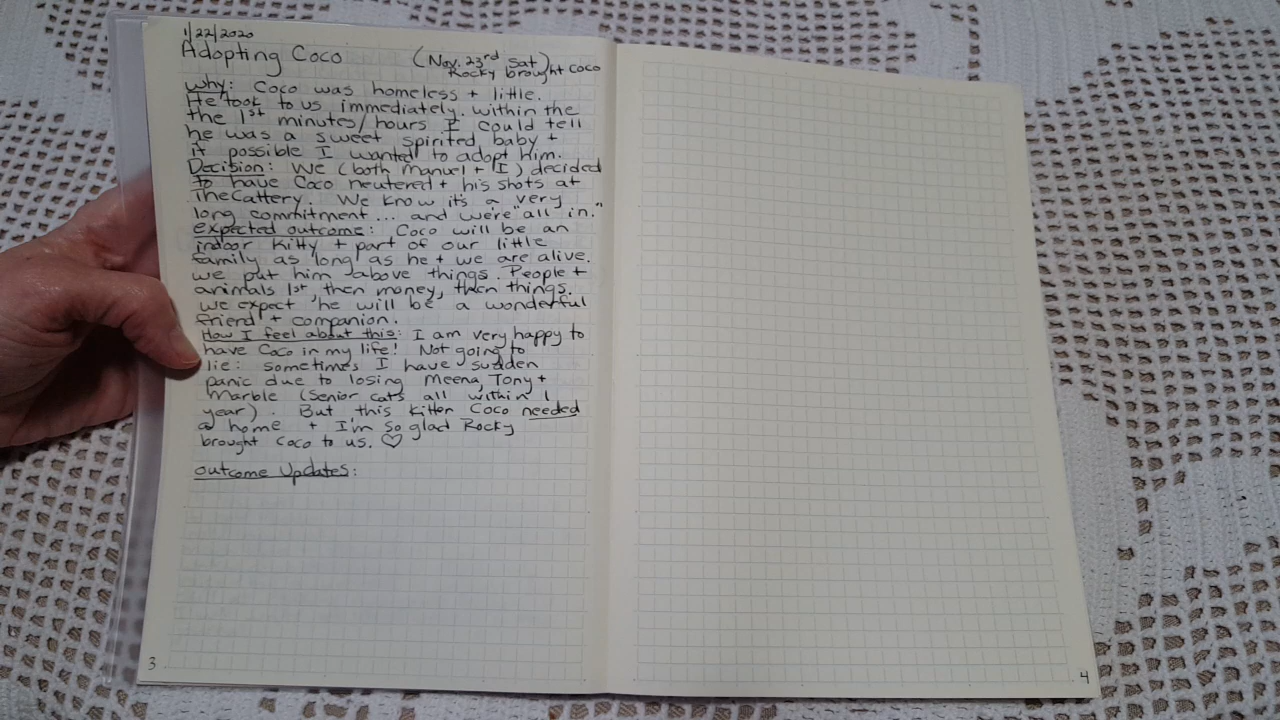 1/22/2020
Adopting Coco (Nov. 23rd Sat)
Rocky brought coco
Why: Coco was homeless + little.
He took to us immediately. within the
the 1st minutes/hours I could tell
he was a sweet spirited baby +
if possible I wanted to adopt him.
Decision: We (both Manuel + I) decided
to have Coco neutered + his shots at
The Cattery. We know its a very
long commitment... and we're "all in."
expected outcome: Coco will be an
indoor Kitty + part of our little
family as long as he + we are alive.
we put him above things. People +
animals 1st then money, then things.
we expect he will be a wonderful
friend + companion.
How I feel about this: I am very happy to
have Coco in my life! Not going to
lie: sometimes I have sudden
panic due to losing Meena, Tony +
Marble (Senior cats all within 1
year). But this kitten Coco needed
a home + I'm so glad Rocky
brought Coco to us. ♡
outcome Updates:
3
4